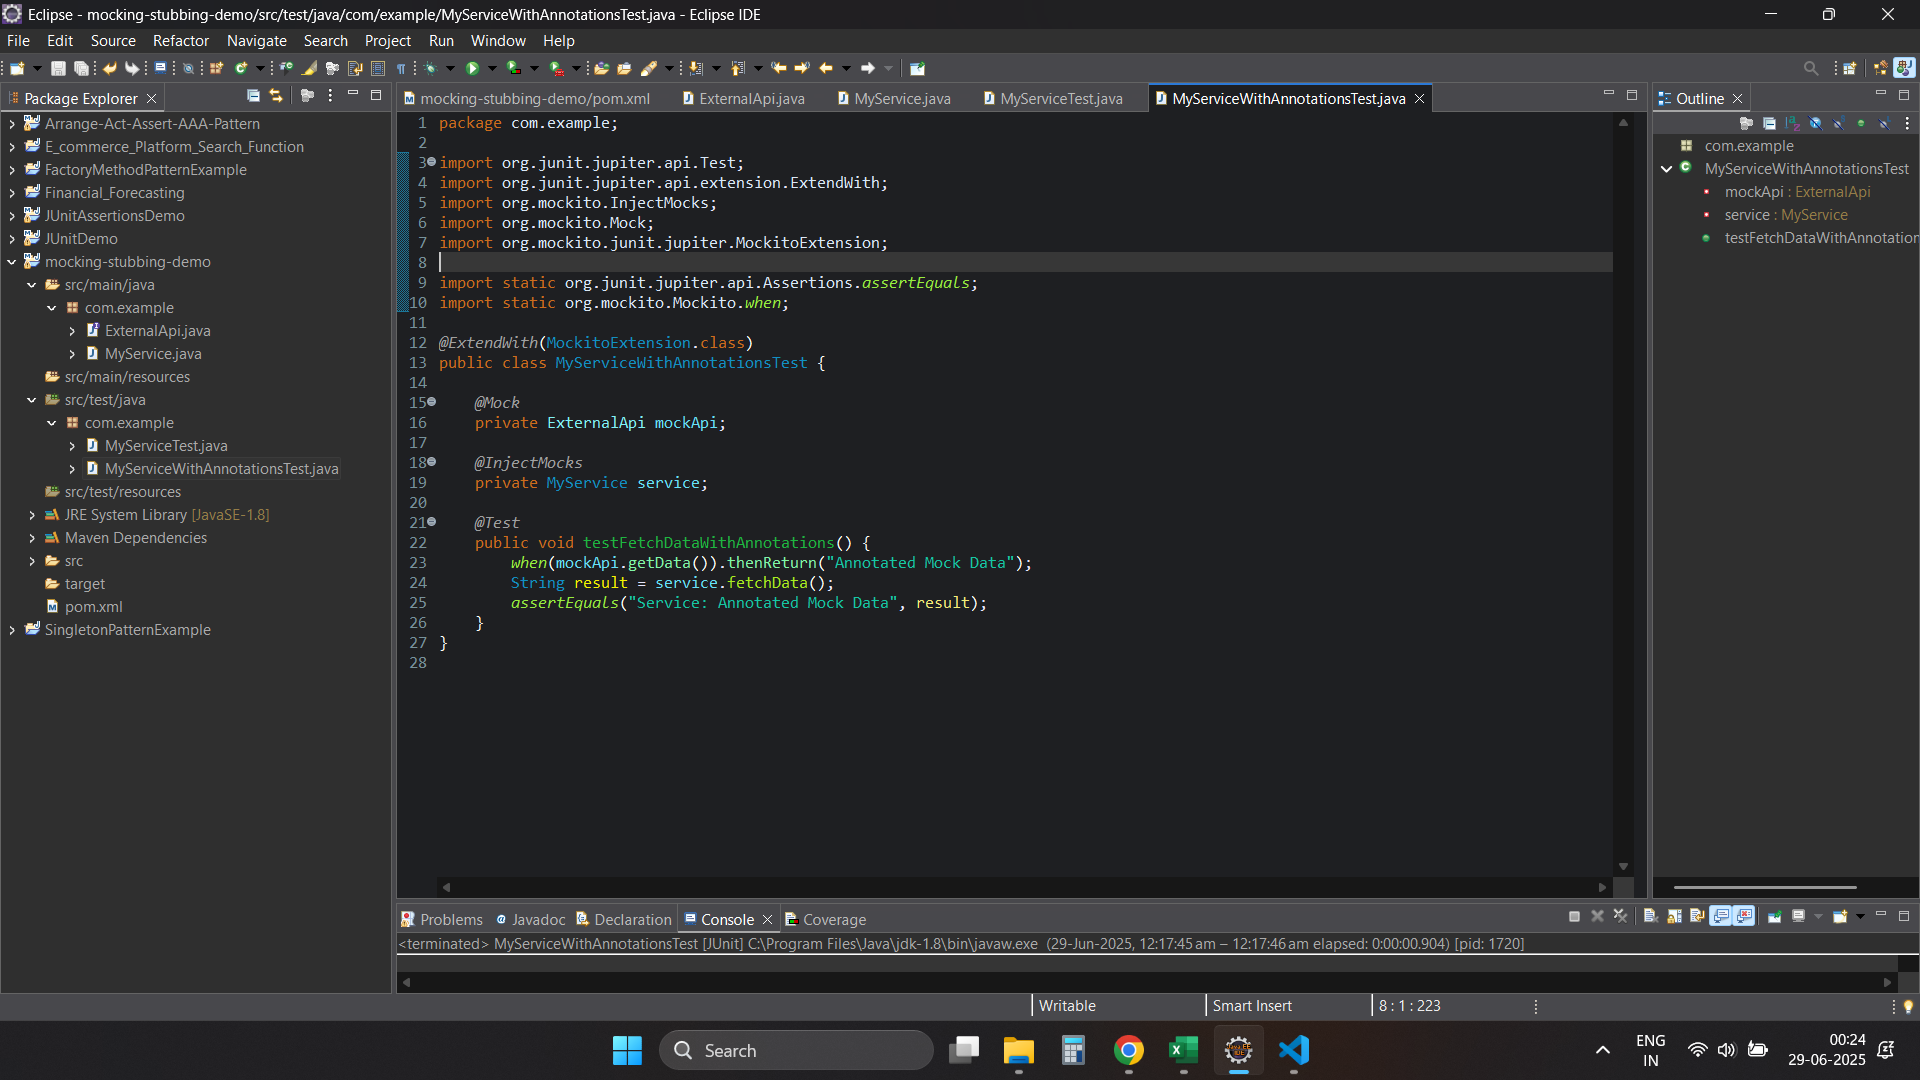 Eclipse - mocking-stubbing-demo/src/test/java/com/example/MyServiceWithAnnotationsTest.java - Eclipse IDE
File Edit Source Refactor Navigate Search Project Run Window Help
Package Explorer
Arrange-Act-Assert-AAA-Pattern
E_commerce_Platform_Search_Function
FactoryMethodPatternExample
Financial_Forecasting
JUnitAssertionsDemo
JUnitDemo
mocking-stubbing-demo
src/main/java
com.example
ExternalApi.java
MyService.java
src/main/resources
src/test/java
com.example
MyServiceTest.java
MyServiceWithAnnotationsTest.java
src/test/resources
JRE System Library [JavaSE-1.8]
Maven Dependencies
src
target
pom.xml
SingletonPatternExample
mocking-stubbing-demo/pom.xml ExternalApi.java MyService.java MyServiceTest.java MyServiceWithAnnotationsTest.java
1 package com.example;
2
3 import org.junit.jupiter.api.Test;
4 import org.junit.jupiter.api.extension.ExtendWith;
5 import org.mockito.InjectMocks;
6 import org.mockito.Mock;
7 import org.mockito.junit.jupiter.MockitoExtension;
8
9 import static org.junit.jupiter.api.Assertions.assertEquals;
10 import static org.mockito.Mockito.when;
11
12 @ExtendWith(MockitoExtension.class)
13 public class MyServiceWithAnnotationsTest {
14
15 @Mock
16 private ExternalApi mockApi;
17
18 @InjectMocks
19 private MyService service;
20
21 @Test
22 public void testFetchDataWithAnnotations() {
23 when(mockApi.getData()).thenReturn("Annotated Mock Data");
24 String result = service.fetchData();
25 assertEquals("Service: Annotated Mock Data", result);
26 }
27 }
28
Outline
com.example
MyServiceWithAnnotationsTest
mockApi : ExternalApi
service : MyService
testFetchDataWithAnnotation
Problems Javadoc Declaration Console Coverage
<terminated> MyServiceWithAnnotationsTest [JUnit] C:\Program Files\Java\jdk-1.8\bin\javaw.exe (29-Jun-2025, 12:17:45 am – 12:17:46 am elapsed: 0:00:00.904) [pid: 1720]
Writable Smart Insert 8 : 1 : 223
Search
ENG
IN
00:24
29-06-2025